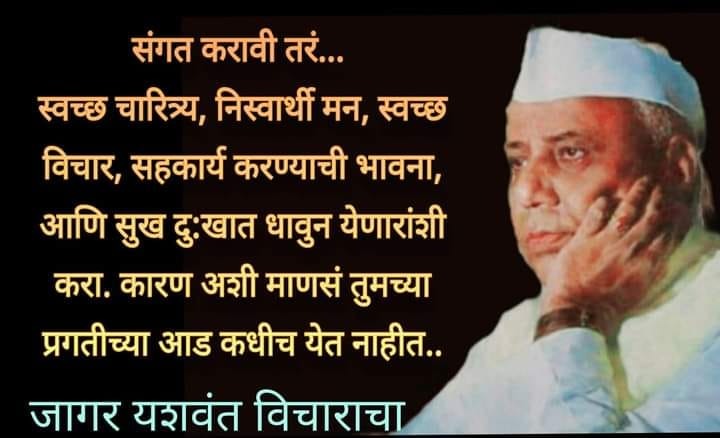 संगत करावी तरं...
स्वच्छ चारित्र्य, निस्वार्थी मन, स्वच्छ
विचार, सहकार्य करण्याची भावना,
आणि सुख दु:खात धावुन येणारांशी
करा. कारण अशी माणसं तुमच्या
प्रगतीच्या आड कधीच येत नाहीत..
जागर यशवंत विचाराचा